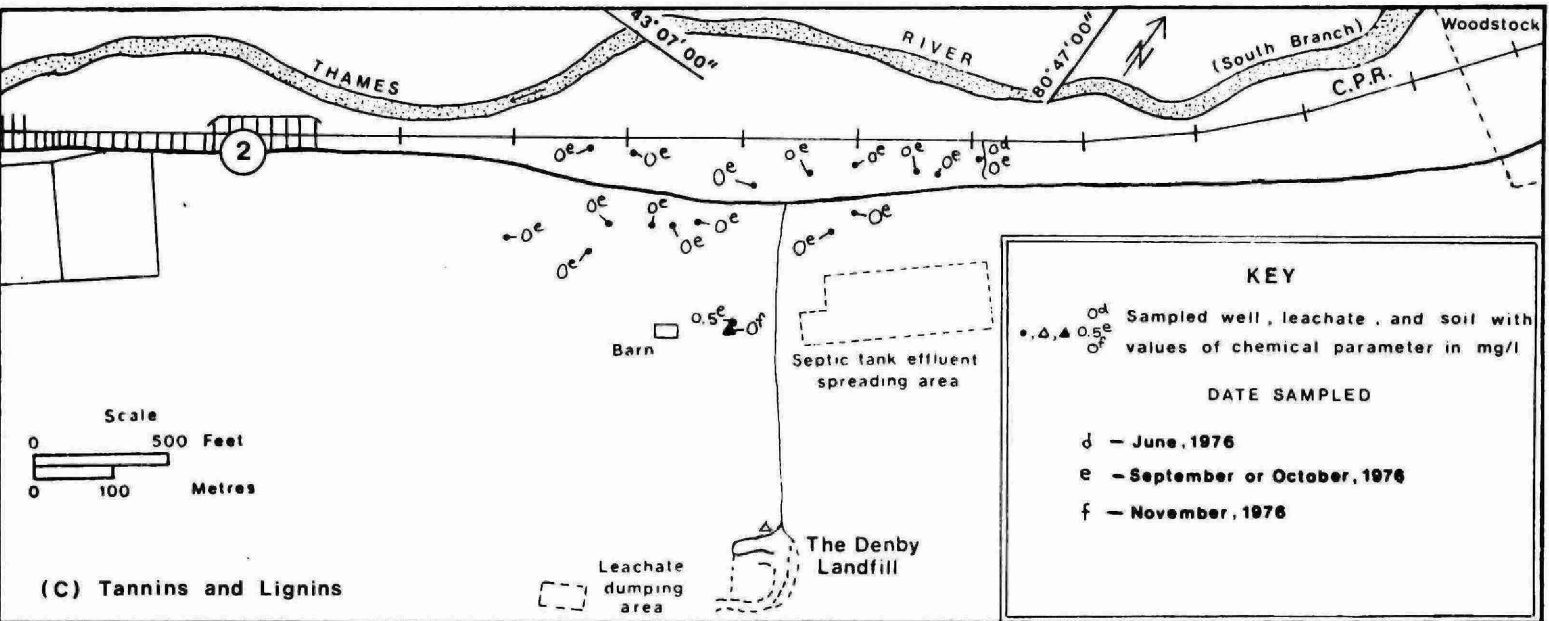 43°07'00"
80°47'00"
N
Woodstock
THAMES
RIVER
(South Branch)
C.P.R.
2
0e
0e
0e
0e
0e
0e
0e
0d
0e
0e
0e
0e
0e
0e
0e
0e
0e
0.5e
0f
Barn
Septic tank effluent
spreading area
Scale
0 500 Feet
0 100 Metres
(C) Tannins and Lignins
Leachate
dumping
area
The Denby
Landfill
KEY
•, △, ▲ 0d 0.5e 0f Sampled well, leachate, and soil with
values of chemical parameter in mg/l
DATE SAMPLED
d – June, 1976
e – September or October, 1976
f – November, 1976